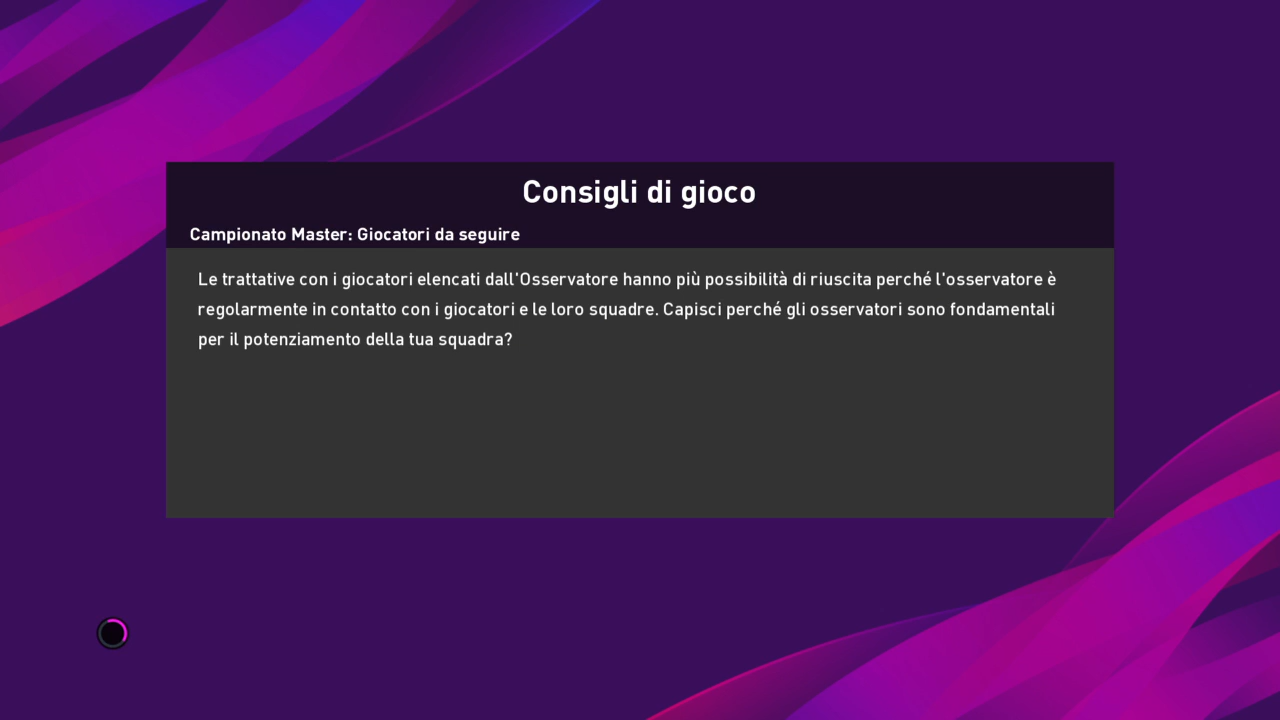 Consigli di gioco
Campionato Master: Giocatori da seguire
Le trattative con i giocatori elencati dall'Osservatore hanno più possibilità di riuscita perché l'osservatore è
regolarmente in contatto con i giocatori e le loro squadre. Capisci perché gli osservatori sono fondamentali
per il potenziamento della tua squadra?